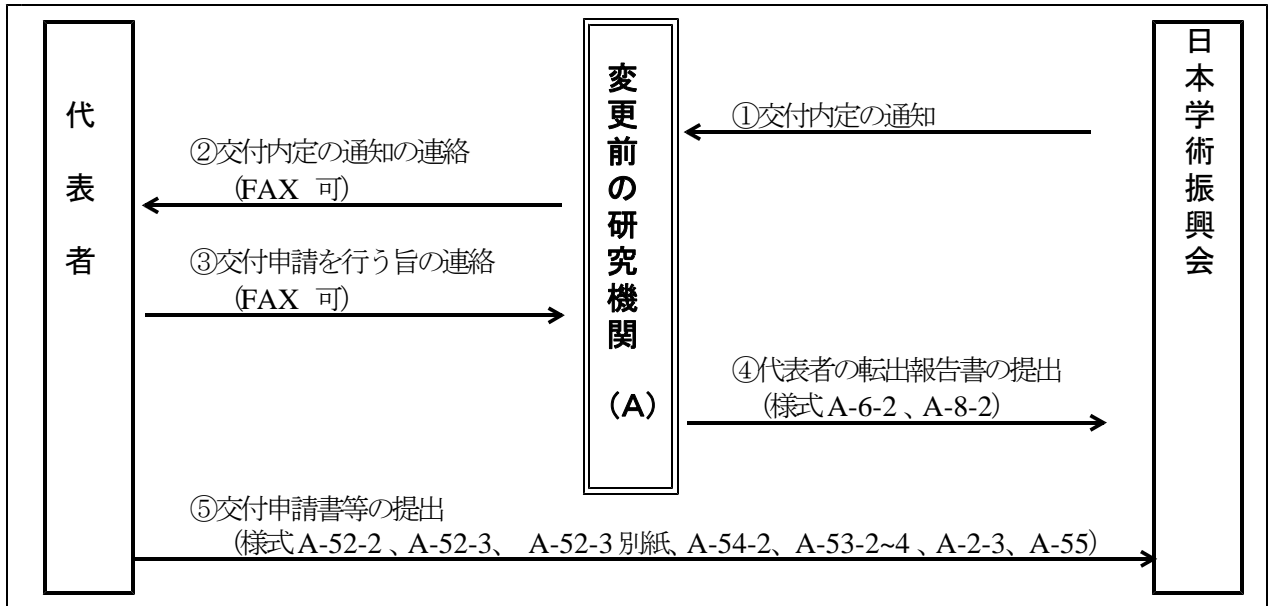 代表者
変更前の研究機関(A)
日本学術振興会
①交付内定の通知
②交付内定の通知の連絡
(FAX 可)
③交付申請を行う旨の連絡
(FAX 可)
④代表者の転出報告書の提出
(様式A-6-2、A-8-2)
⑤交付申請書等の提出
(様式A-52-2、A-52-3、 A-52-3別紙、A-54-2、A-53-2~4、A-2-3、A-55)